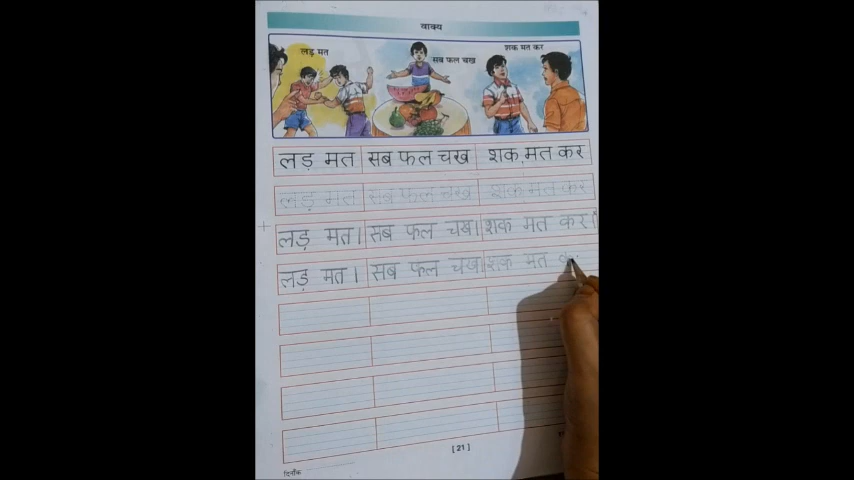 वाक्य
लड़ मत सब फल चख शक मत कर
लड़ मत सब फल चख शक मत कर
लड़ मत सब फल चख शक मत कर
लड़ मत। सब फल चख। शक मत कर।
लड़ मत। सब फल चख। शक मत क
[ 21 ]
दिनाँक